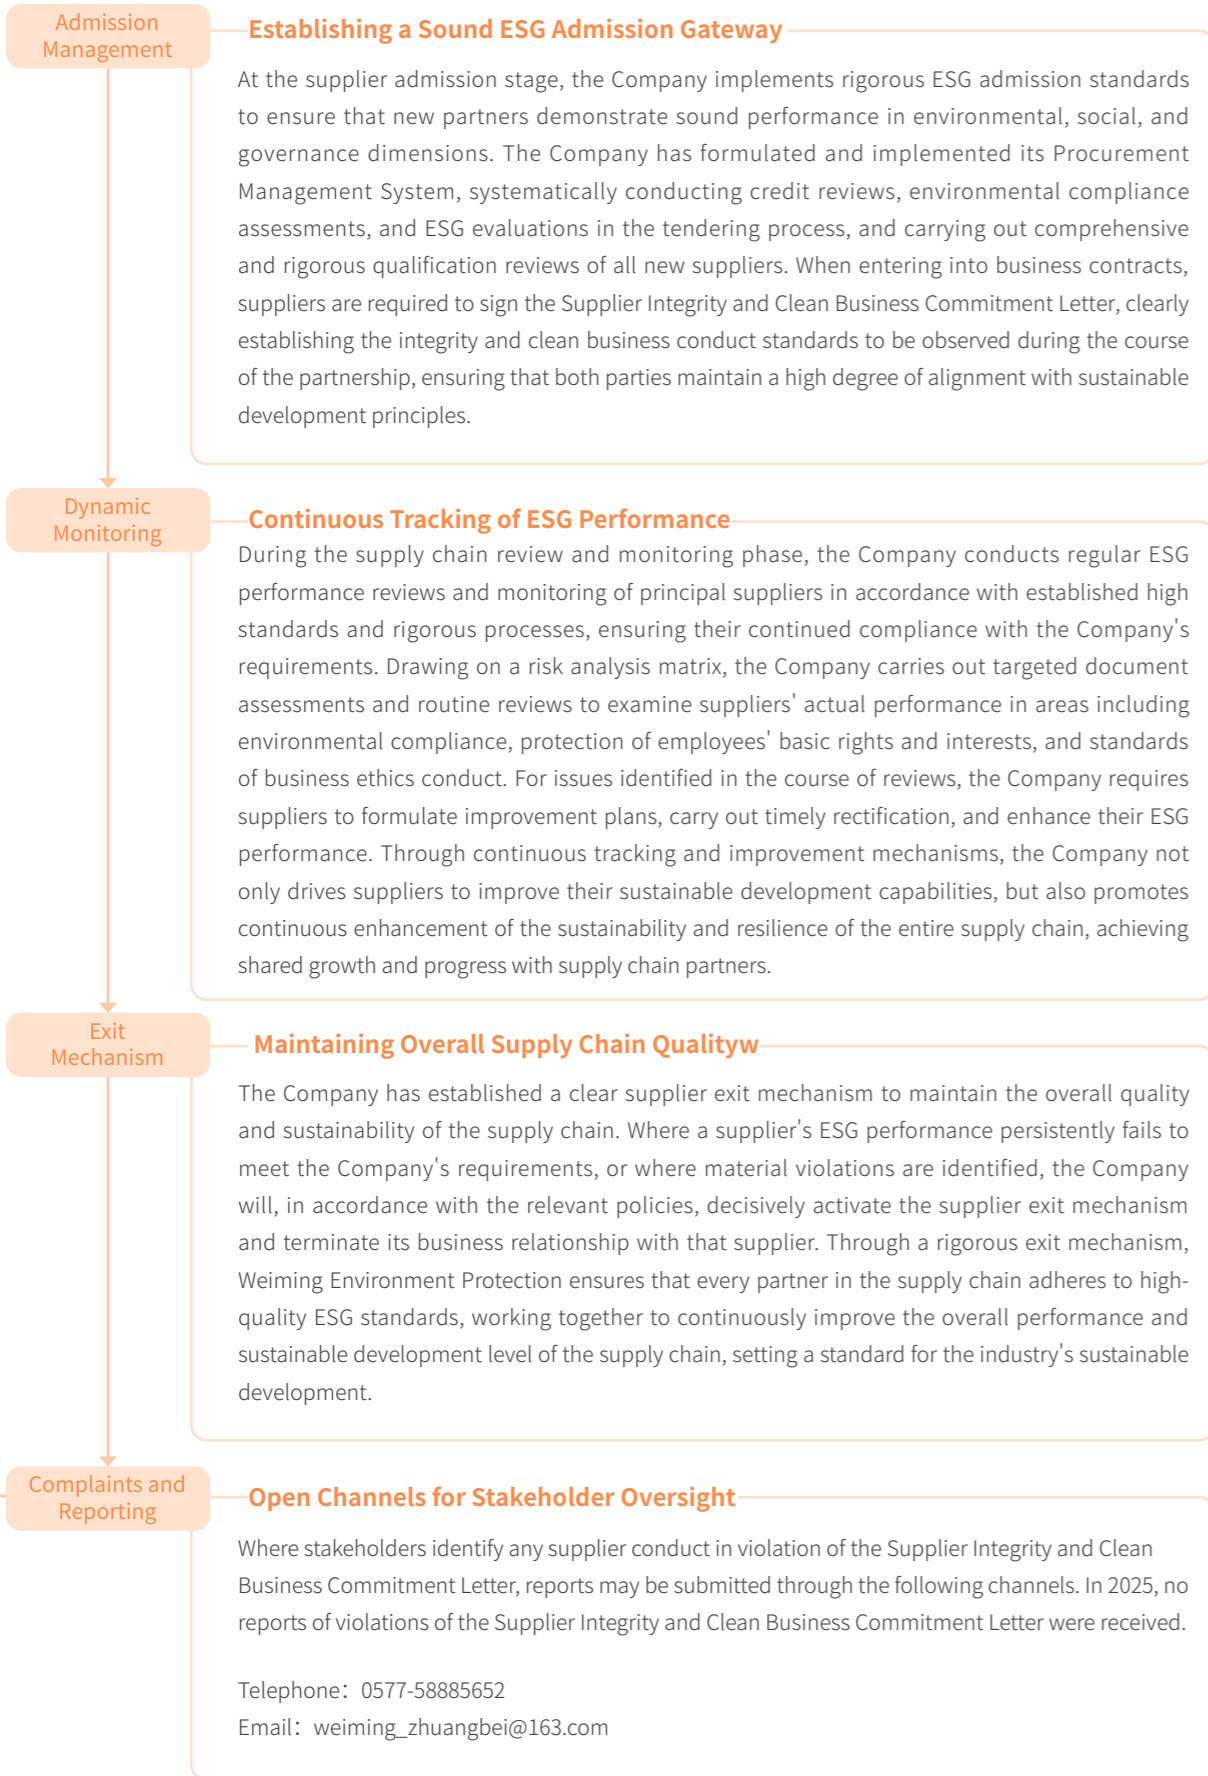 Admission
Management
Establishing a Sound ESG Admission Gateway
At the supplier admission stage, the Company implements rigorous ESG admission standards
to ensure that new partners demonstrate sound performance in environmental, social, and
governance dimensions. The Company has formulated and implemented its Procurement
Management System, systematically conducting credit reviews, environmental compliance
assessments, and ESG evaluations in the tendering process, and carrying out comprehensive
and rigorous qualification reviews of all new suppliers. When entering into business contracts,
suppliers are required to sign the Supplier Integrity and Clean Business Commitment Letter, clearly
establishing the integrity and clean business conduct standards to be observed during the course
of the partnership, ensuring that both parties maintain a high degree of alignment with sustainable
development principles.
Dynamic
Monitoring
Continuous Tracking of ESG Performance
During the supply chain review and monitoring phase, the Company conducts regular ESG
performance reviews and monitoring of principal suppliers in accordance with established high
standards and rigorous processes, ensuring their continued compliance with the Company's
requirements. Drawing on a risk analysis matrix, the Company carries out targeted document
assessments and routine reviews to examine suppliers' actual performance in areas including
environmental compliance, protection of employees' basic rights and interests, and standards
of business ethics conduct. For issues identified in the course of reviews, the Company requires
suppliers to formulate improvement plans, carry out timely rectification, and enhance their ESG
performance. Through continuous tracking and improvement mechanisms, the Company not
only drives suppliers to improve their sustainable development capabilities, but also promotes
continuous enhancement of the sustainability and resilience of the entire supply chain, achieving
shared growth and progress with supply chain partners.
Exit
Mechanism
Maintaining Overall Supply Chain Qualityw
The Company has established a clear supplier exit mechanism to maintain the overall quality
and sustainability of the supply chain. Where a supplier's ESG performance persistently fails to
meet the Company's requirements, or where material violations are identified, the Company
will, in accordance with the relevant policies, decisively activate the supplier exit mechanism
and terminate its business relationship with that supplier. Through a rigorous exit mechanism,
Weiming Environment Protection ensures that every partner in the supply chain adheres to high-
quality ESG standards, working together to continuously improve the overall performance and
sustainable development level of the supply chain, setting a standard for the industry's sustainable
development.
Complaints and
Reporting
Open Channels for Stakeholder Oversight
Where stakeholders identify any supplier conduct in violation of the Supplier Integrity and Clean
Business Commitment Letter, reports may be submitted through the following channels. In 2025, no
reports of violations of the Supplier Integrity and Clean Business Commitment Letter were received.
Telephone：0577-58885652
Email：weiming_zhuangbei@163.com